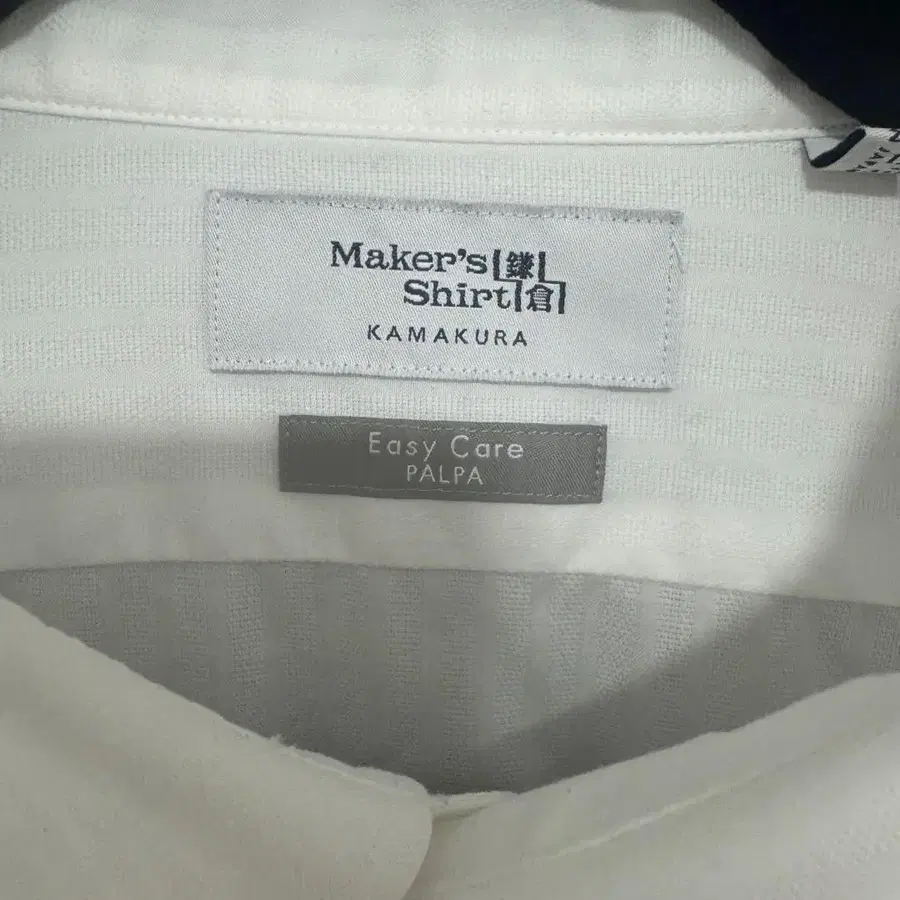 Maker's 鎌
Shirt 倉
KAMAKURA
Easy Care
PALPA